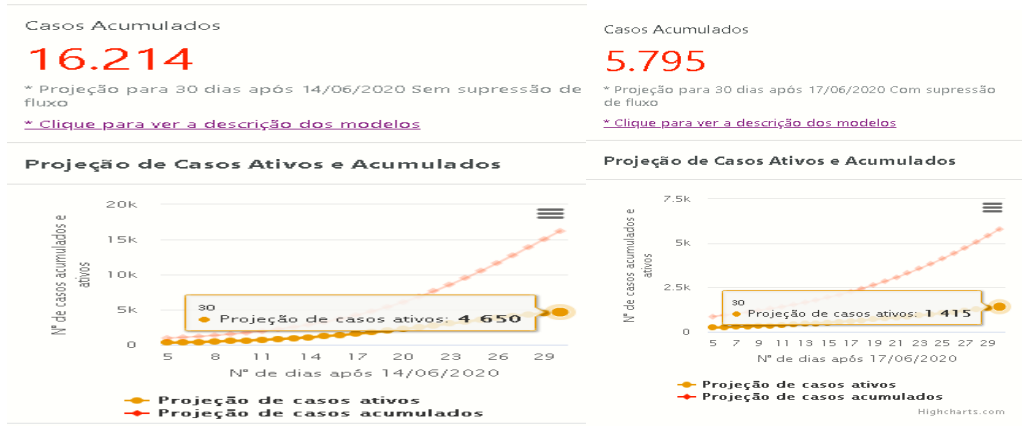 Casos Acumulados
16.214
* Projeção para 30 dias após 14/06/2020 Sem supressão de
fluxo
* Clique para ver a descrição dos modelos
Projeção de Casos Ativos e Acumulados
N° de casos acumulados e
ativos
20k
15k
10k
5k
0
30
Projeção de casos ativos: 4 650
5 8 11 14 17 20 23 26 29
N° de dias após 14/06/2020
Projeção de casos ativos
Projeção de casos acumulados
Casos Acumulados
5.795
* Projeção para 30 dias após 17/06/2020 Com supressão
de fluxo
* Clique para ver a descrição dos modelos
Projeção de Casos Ativos e Acumulados
N° de casos acumulados e
ativos
7.5k
5k
2.5k
0
30
Projeção de casos ativos: 1 415
5 7 9 11 13 15 17 19 21 23 25 27 29
N° de dias após 17/06/2020
Projeção de casos ativos
Projeção de casos acumulados
Highcharts.com